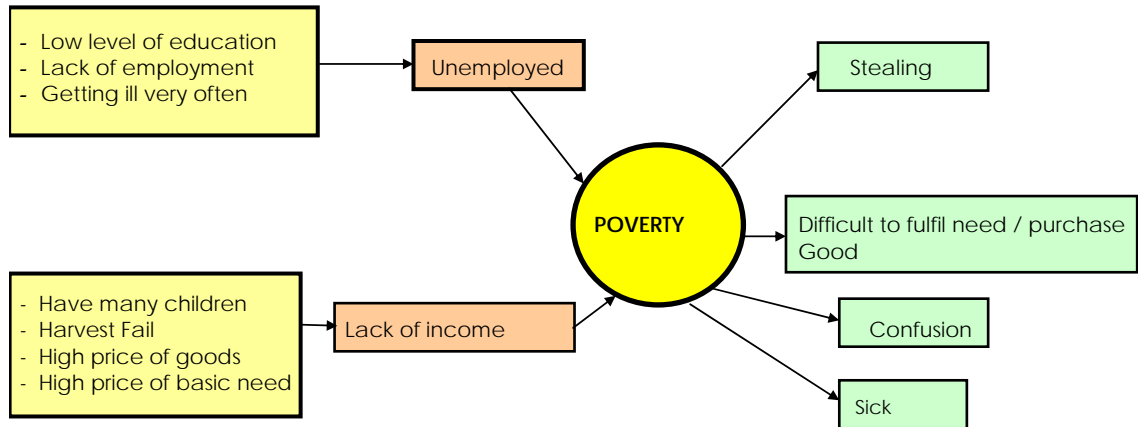 - Low level of education
- Lack of employment
- Getting ill very often
Unemployed
Stealing
POVERTY
Difficult to fulfil need / purchase
Good
- Have many children
- Harvest Fail
- High price of goods
- High price of basic need
Lack of income
Confusion
Sick